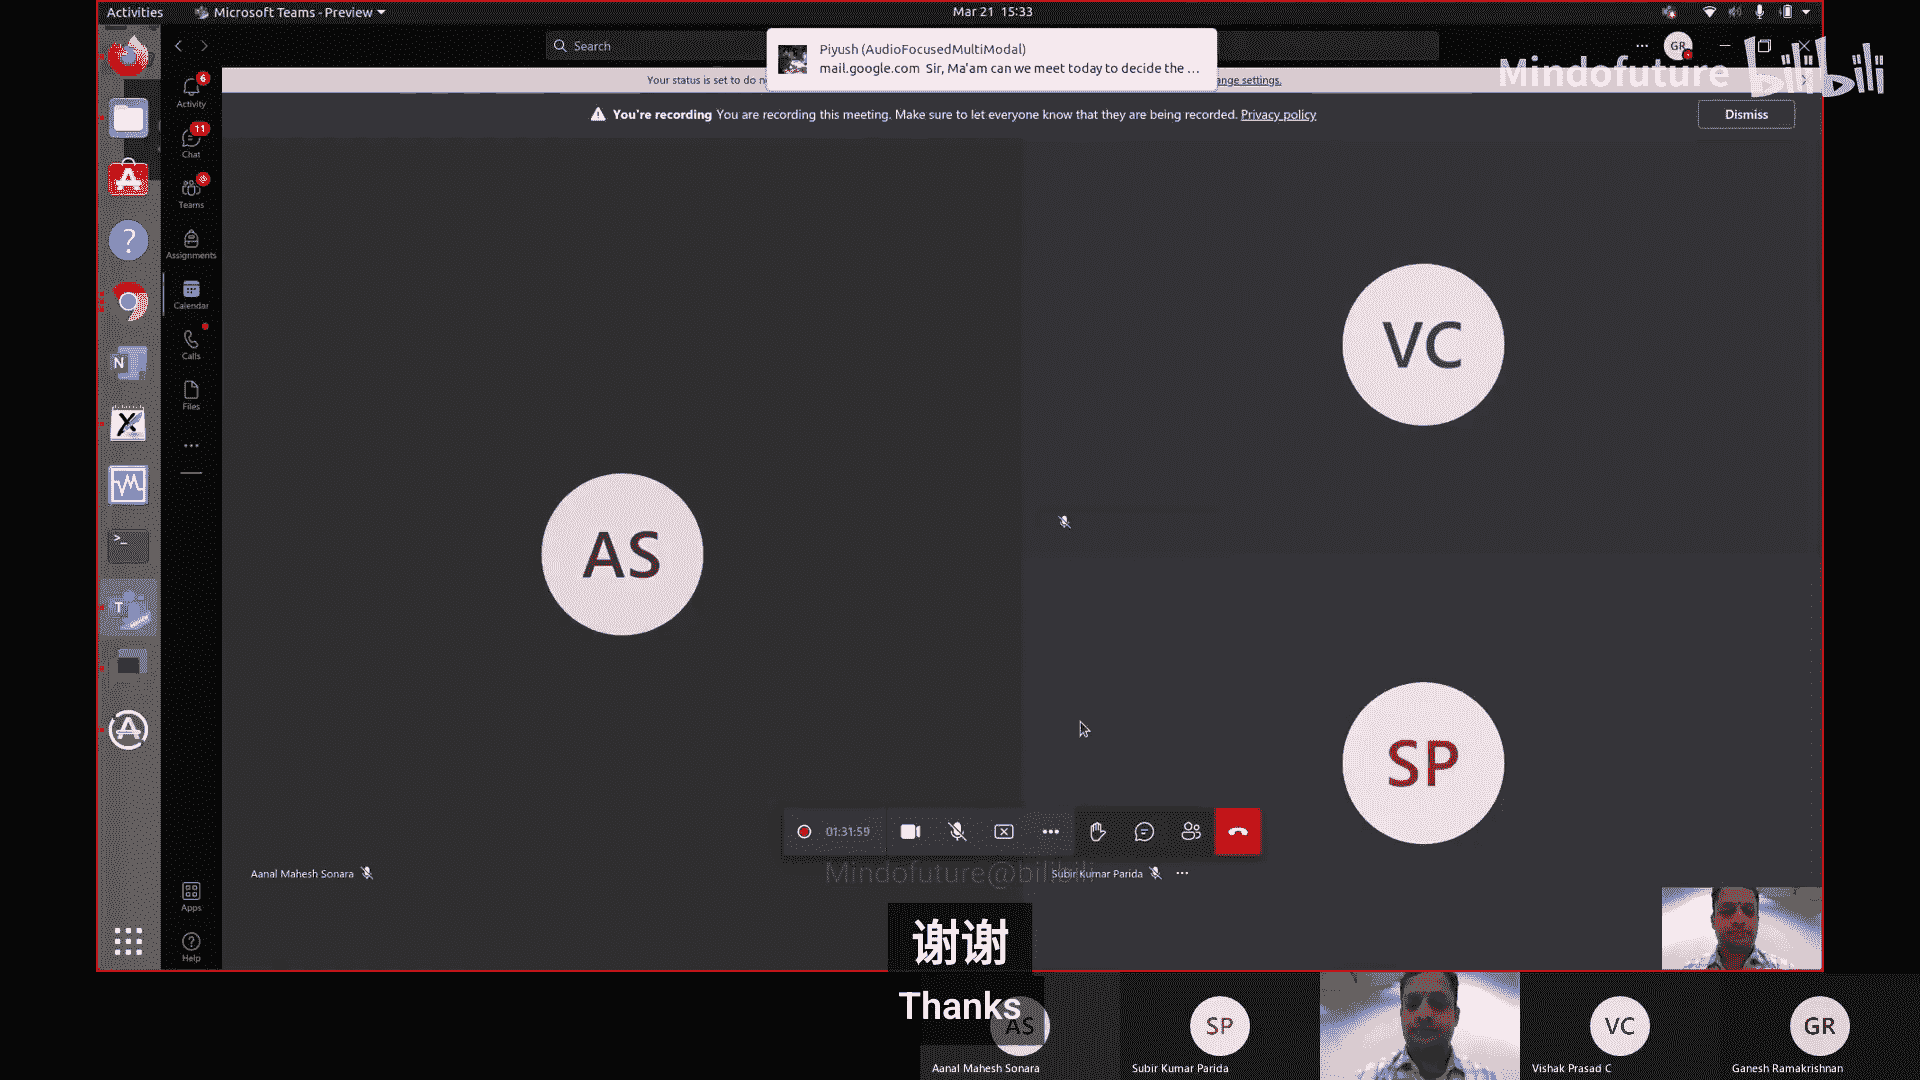 Activities
Microsoft Teams - Preview
Mar 21 15:33
Search
GR
Piyush (AudioFocusedMultiModal)
mail.google.com Sir, Ma'am can we meet today to decide the ...
Mindofuture bilibili
Your status is set to do
ange settings.
You're recording You are recording this meeting. Make sure to let everyone know that they are being recorded. Privacy policy
Dismiss
6
Activity
11
Chat
Teams
Assignments
Calendar
Calls
Files
Apps
Help
N
T
VC
AS
SP
01:31:59
Aanal Mahesh Sonara
Subir Kumar Parida
Mindofuture@bilibili
谢谢
Thanks
AS
SP
VC
GR
Aanal Mahesh Sonara
Subir Kumar Parida
Vishak Prasad C
Ganesh Ramakrishnan